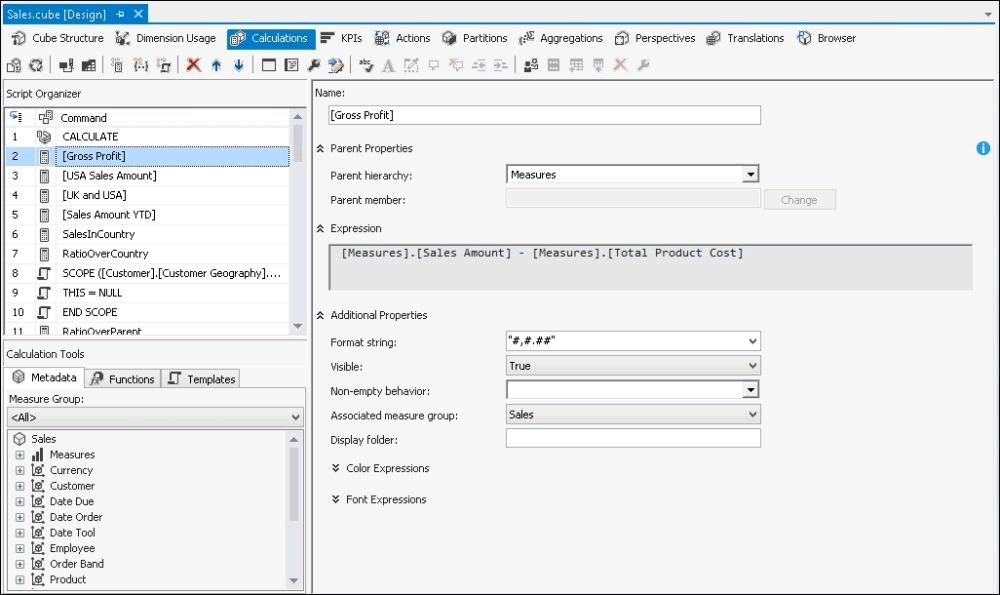 Sales.cube [Design]
Cube Structure Dimension Usage Calculations KPIs Actions Partitions Aggregations Perspectives Translations Browser
Script Organizer
Command
1 CALCULATE
2 [Gross Profit]
3 [USA Sales Amount]
4 [UK and USA]
5 [Sales Amount YTD]
6 SalesInCountry
7 RatioOverCountry
8 SCOPE ([Customer].[Customer Geography]....
9 THIS = NULL
10 END SCOPE
11 RatioOverParent
Calculation Tools
Metadata Functions Templates
Measure Group:
<All>
Sales
Measures
Currency
Customer
Date Due
Date Order
Date Tool
Employee
Order Band
Product
Name:
[Gross Profit]
Parent Properties
Parent hierarchy: Measures
Parent member: Change
Expression
[Measures].[Sales Amount] - [Measures].[Total Product Cost]
Additional Properties
Format string: "#,#.##"
Visible: True
Non-empty behavior:
Associated measure group: Sales
Display folder:
Color Expressions
Font Expressions